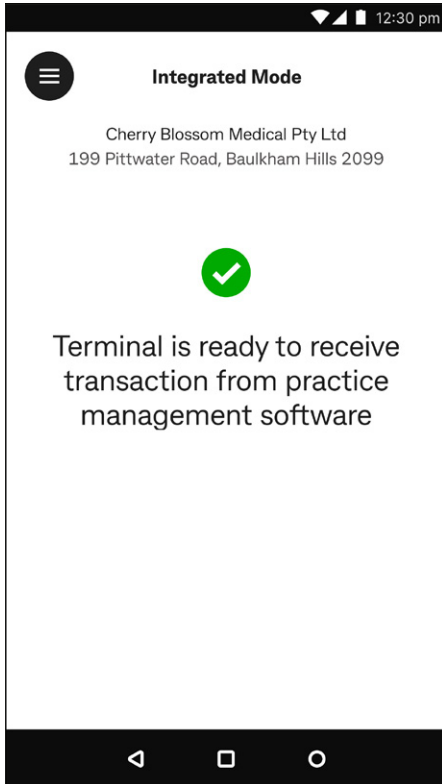 12:30 pm
Integrated Mode
Cherry Blossom Medical Pty Ltd
199 Pittwater Road, Baulkham Hills 2099
Terminal is ready to receive
transaction from practice
management software